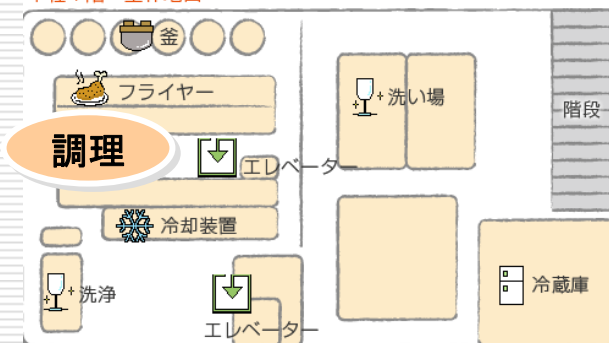 釜
フライヤー
洗い場
階段
調理
エレベーター
冷却装置
冷蔵庫
洗浄
エレベーター